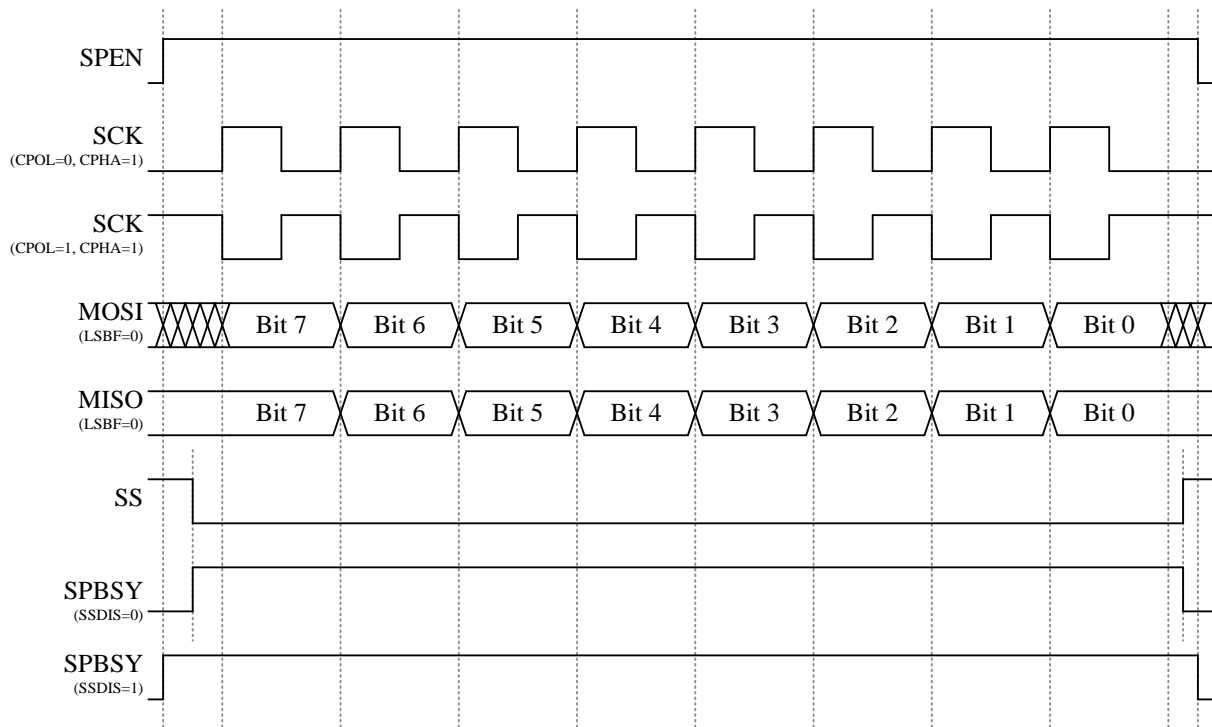 SPEN
SCK
(CPOL=0, CPHA=1)
SCK
(CPOL=1, CPHA=1)
MOSI Bit 7 Bit 6 Bit 5 Bit 4 Bit 3 Bit 2 Bit 1 Bit 0
(LSBF=0)
MISO Bit 7 Bit 6 Bit 5 Bit 4 Bit 3 Bit 2 Bit 1 Bit 0
(LSBF=0)
SS
SPBSY
(SSDIS=0)
SPBSY
(SSDIS=1)